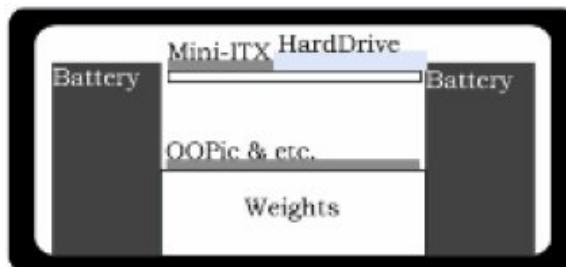 Mini-ITX HardDrive
Battery
Battery
OOPic & etc.
Weights